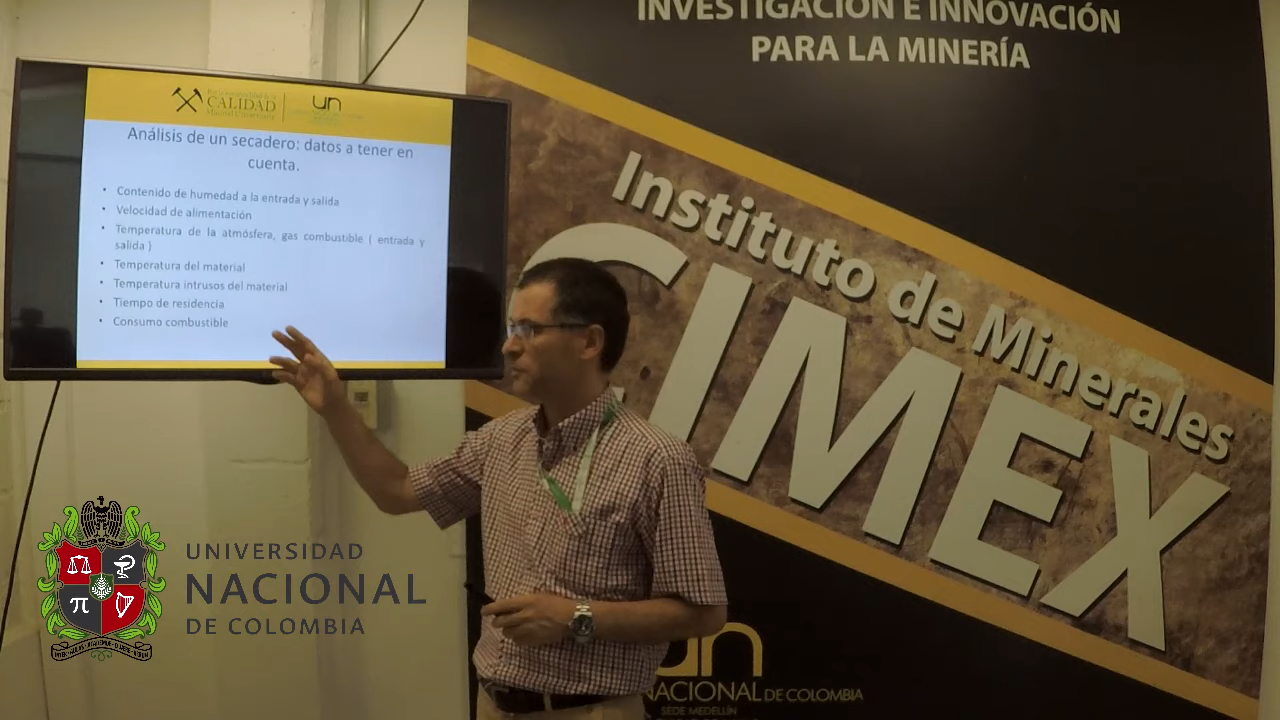 INVESTIGACIÓN E INNOVACIÓN
PARA LA MINERÍA
Instituto de Minerales
CIMEX
CALIDAD
un
Análisis de un secadero: datos a tener en
cuenta.
• Contenido de humedad a la entrada y salida
• Velocidad de alimentación
• Temperatura de la atmósfera, gas combustible ( entrada y
salida )
• Temperatura del material
• Temperatura intrusos del material
• Tiempo de residencia
• Consumo combustible
UNIVERSIDAD
NACIONAL
DE COLOMBIA
π
un
NACIONAL DE COLOMBIA
SEDE MEDELLÍN